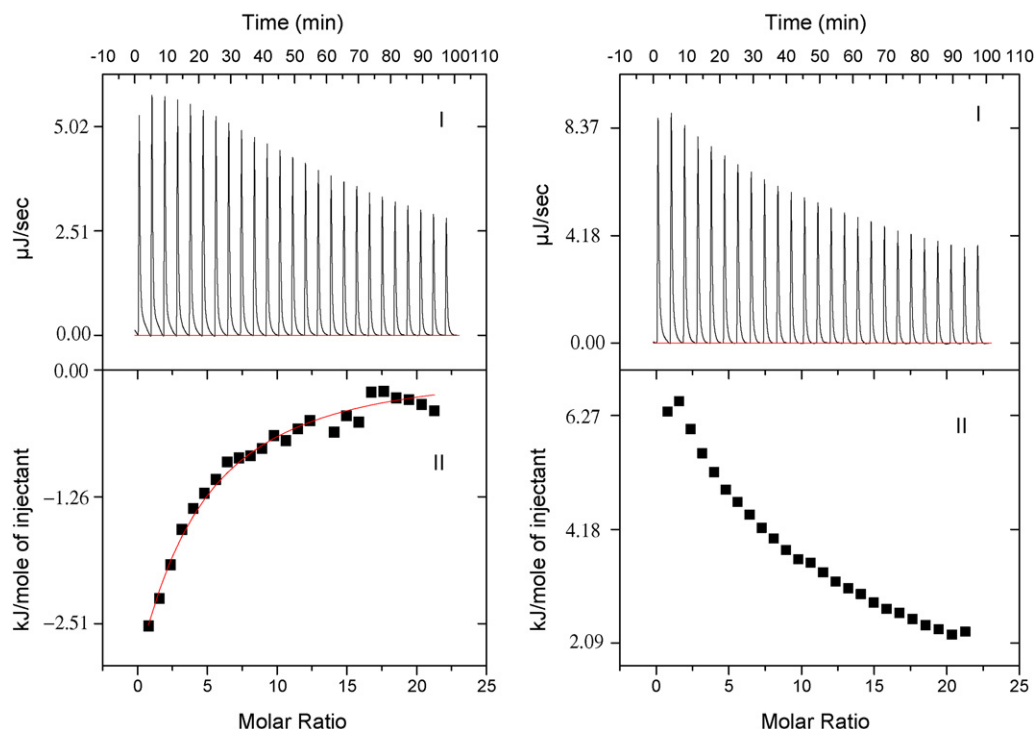 Time (min)
-10 0 10 20 30 40 50 60 70 80 90 100 110
I
5.02
2.51
0.00
µJ/sec
0.00
II
−1.26
−2.51
kJ/mole of injectant
0 5 10 15 20 25
Molar Ratio
Time (min)
-10 0 10 20 30 40 50 60 70 80 90 100 110
I
8.37
4.18
0.00
µJ/sec
6.27
II
4.18
2.09
kJ/mole of injectant
0 5 10 15 20 25
Molar Ratio